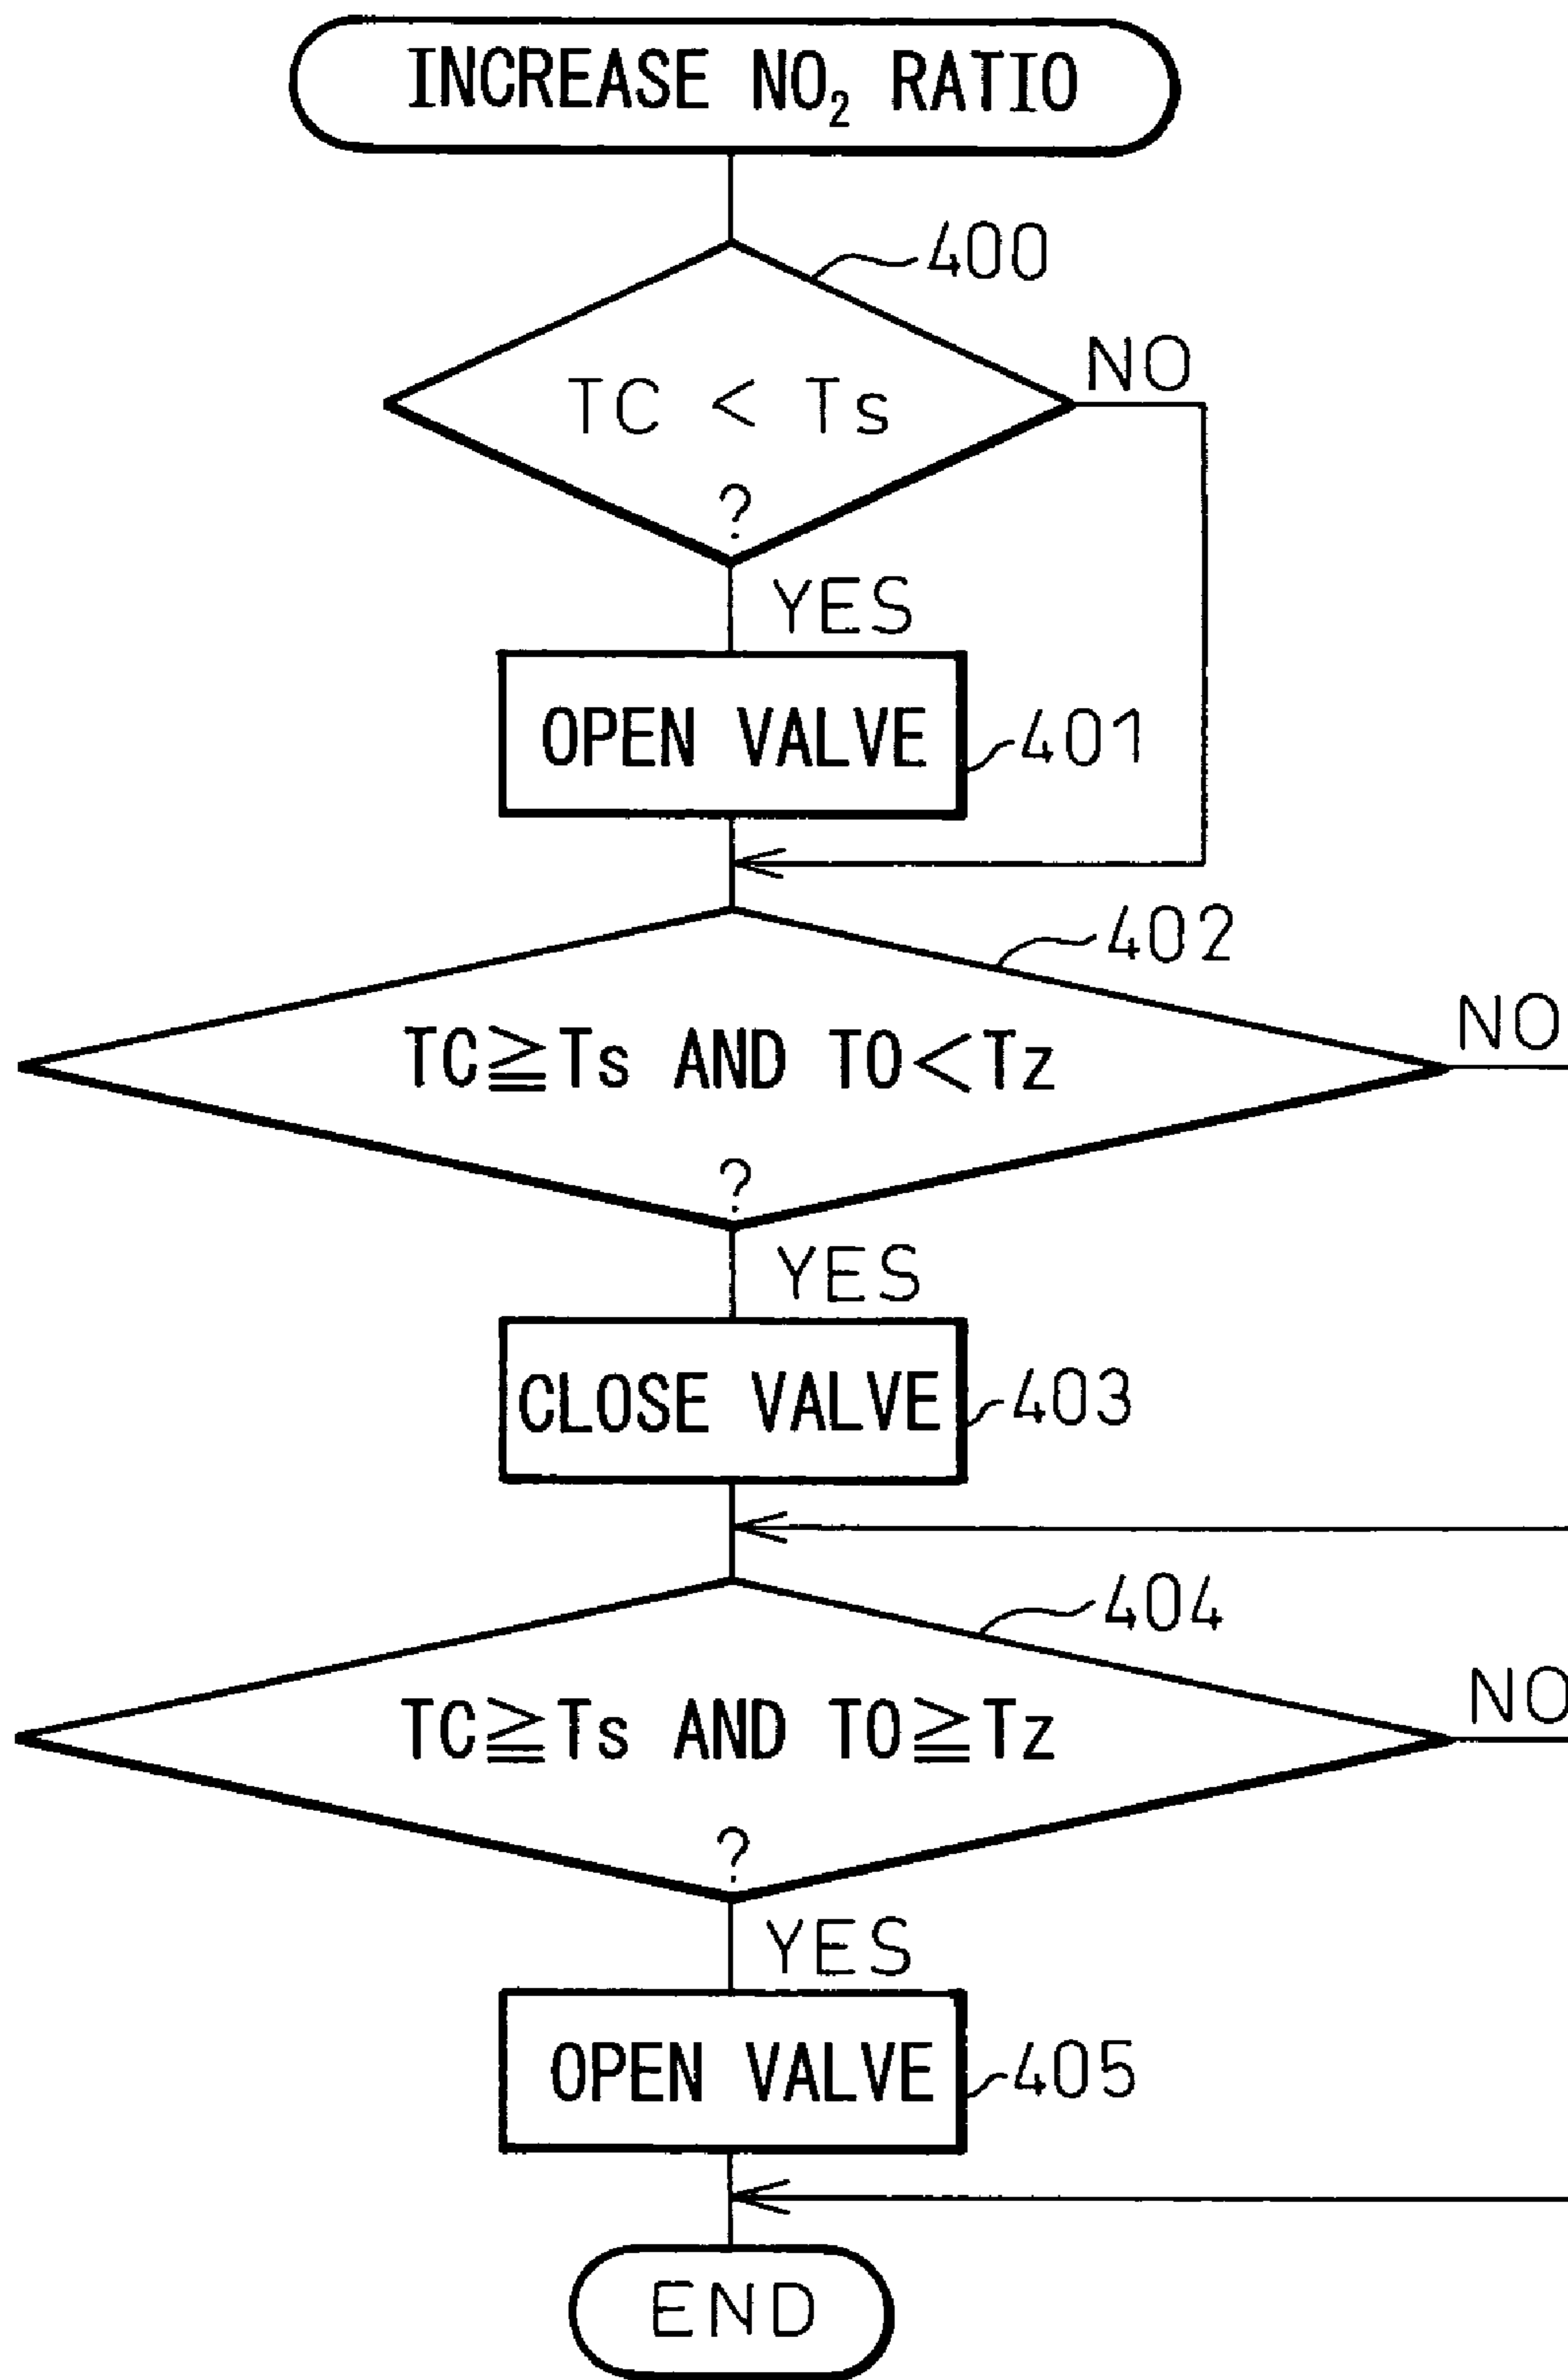 INCREASE NO₂ RATIO
400
TC < Ts
?
NO
YES
OPEN VALVE
401
402
TC≧Ts AND TO<Tz
?
NO
YES
CLOSE VALVE
403
404
TC≧Ts AND TO≧Tz
?
NO
YES
OPEN VALVE
405
END